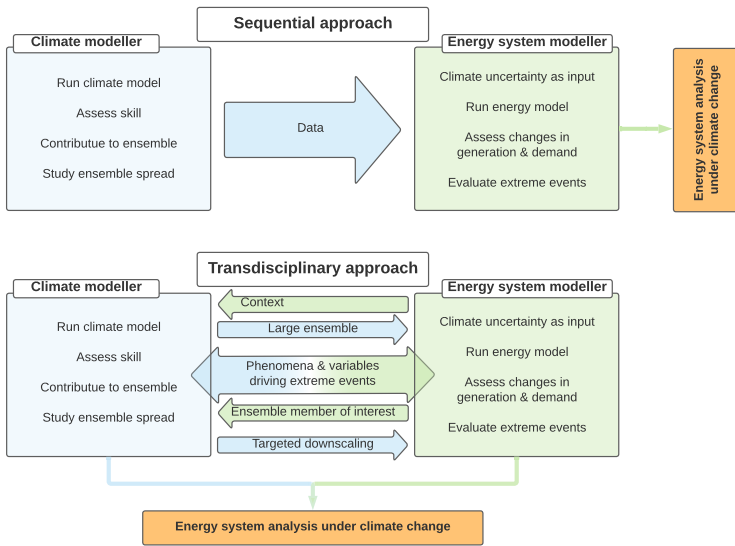 Sequential approach
Climate modeller
Run climate model
Assess skill
Contributue to ensemble
Study ensemble spread
Data
Energy system modeller
Climate uncertainty as input
Run energy model
Assess changes in
generation & demand
Evaluate extreme events
Energy system analysis
under climate change
Transdisciplinary approach
Climate modeller
Run climate model
Assess skill
Contributue to ensemble
Study ensemble spread
Context
Large ensemble
Phenomena & variables
driving extreme events
Ensemble member of interest
Targeted downscaling
Energy system modeller
Climate uncertainty as input
Run energy model
Assess changes in
generation & demand
Evaluate extreme events
Energy system analysis under climate change